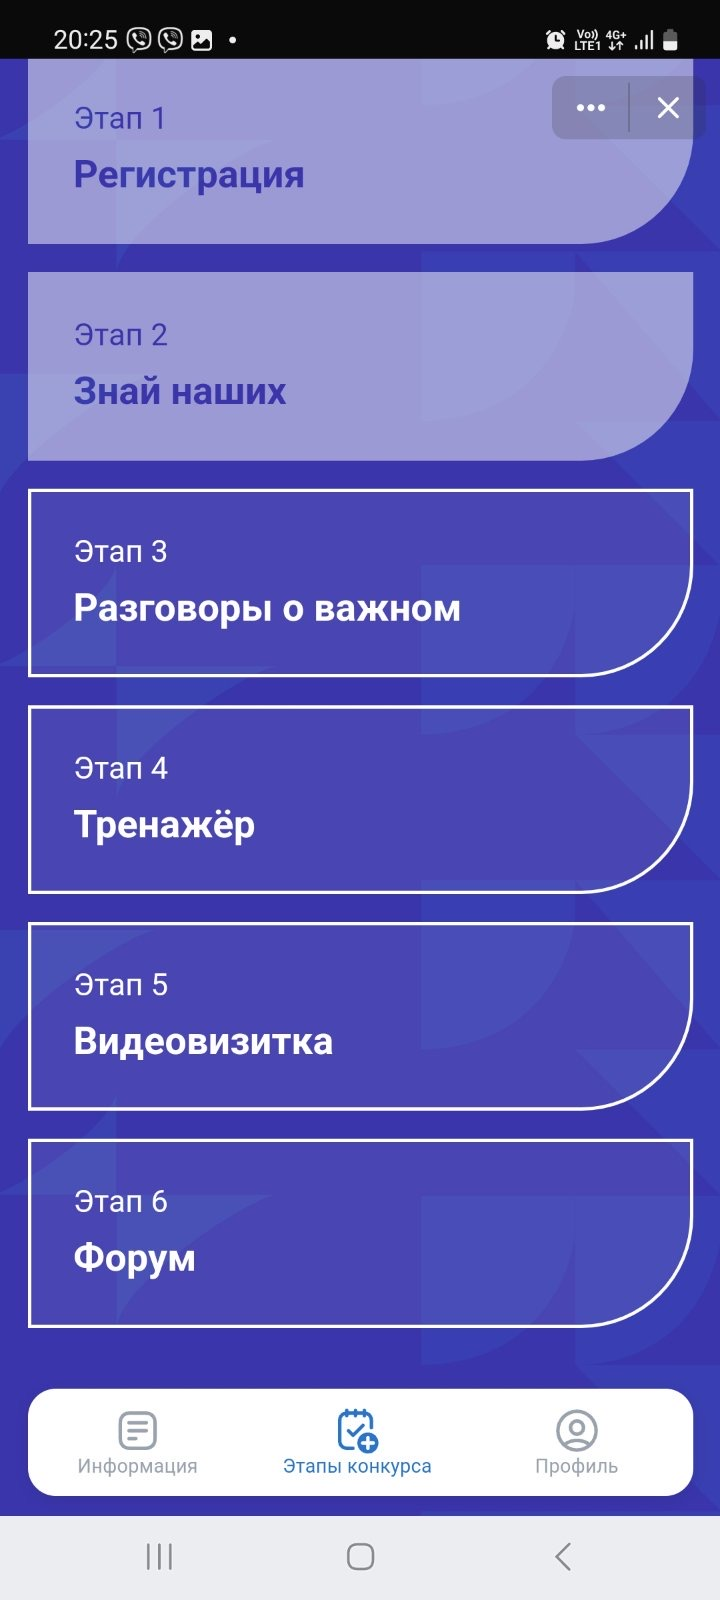 20:25
Vo)) 4G+
LTE1
Этап 1
Регистрация
Этап 2
Знай наших
Этап 3
Разговоры о важном
Этап 4
Тренажёр
Этап 5
Видеовизитка
Этап 6
Форум
Информация
Этапы конкурса
Профиль